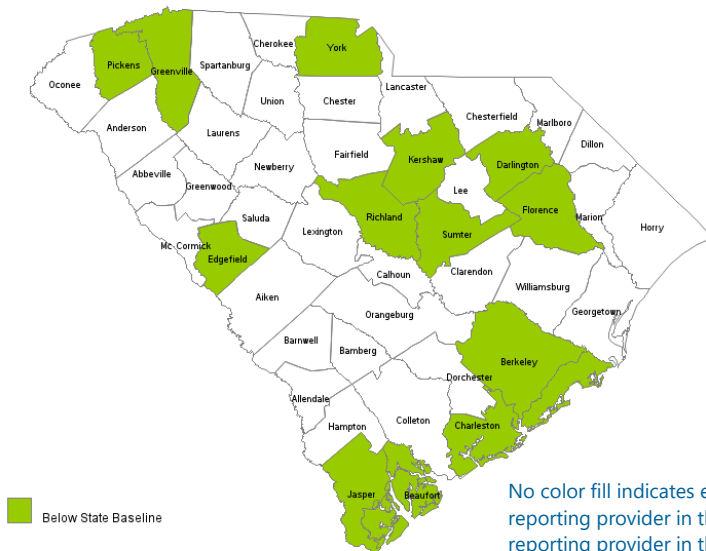 Cherokee
York
Pickens
Greenville
Spartanburg
Oconee
Union
Chester
Lancaster
Chesterfield
Marlboro
Anderson
Laurens
Dillon
Fairfield
Kershaw
Darlington
Abbeville
Newberry
Greenwood
Lee
Florence
Saluda
Richland
Marion
Horry
Mc Cormick
Lexington
Sumter
Edgefield
Calhoun
Clarendon
Williamsburg
Aiken
Orangeburg
Georgetown
Barnwell
Bamberg
Berkeley
Dorchester
Allendale
Colleton
Charleston
Hampton
Jasper
Beaufort
Below State Baseline
No color fill indicates
reporting provider in
reporting provider in